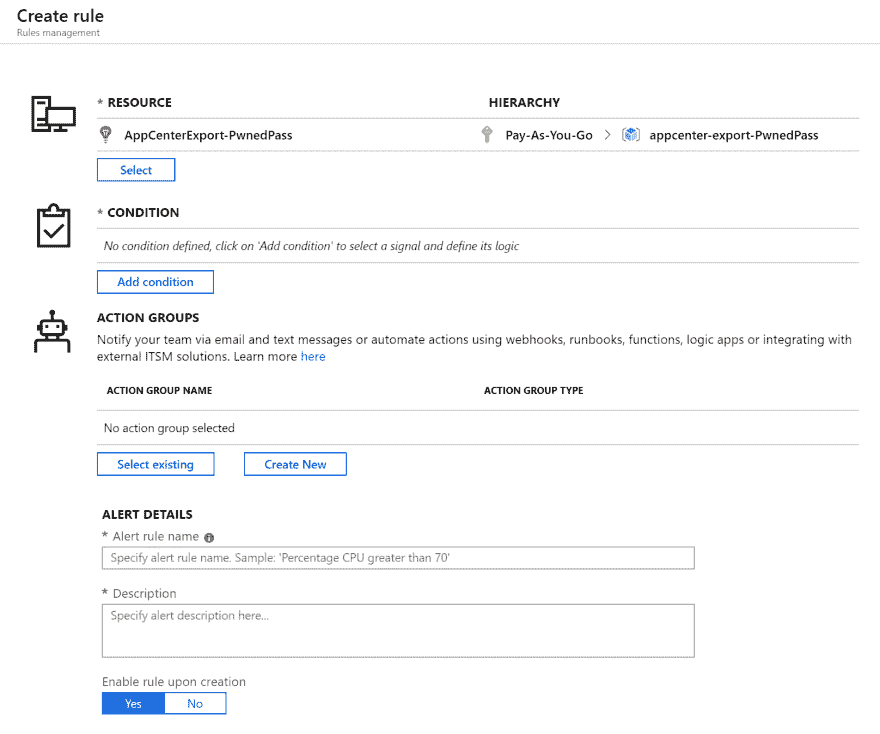 Create rule
Rules management
* RESOURCE HIERARCHY
AppCenterExport-PwnedPass Pay-As-You-Go > appcenter-export-PwnedPass
Select
* CONDITION
No condition defined, click on 'Add condition' to select a signal and define its logic
Add condition
ACTION GROUPS
Notify your team via email and text messages or automate actions using webhooks, runbooks, functions, logic apps or integrating with
external ITSM solutions. Learn more here
ACTION GROUP NAME ACTION GROUP TYPE
No action group selected
Select existing Create New
ALERT DETAILS
* Alert rule name
Specify alert rule name. Sample: 'Percentage CPU greater than 70'
* Description
Specify alert description here...
Enable rule upon creation
Yes No